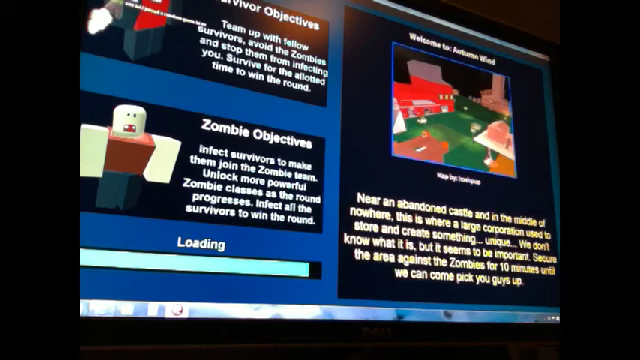 Survivor Objectives
Team up with fellow
Survivors, avoid the Zombies
and stop them from infecting
you. Survive for the allotted
time to win the round.
Zombie Objectives
Infect survivors to make
them join the Zombie team.
Unlock more powerful
Zombie classes as the round
progresses. Infect all the
survivors to win the round.
Loading
Welcome to: Autumn Wind
Map by:
Near an abandoned castle and in the middle of
nowhere, this is where a large corporation used to
store and create something... unique... We don't
know what it is, but it seems to be important. Secure
the area against the Zombies for 10 minutes until
we can come pick you guys up.
DELL